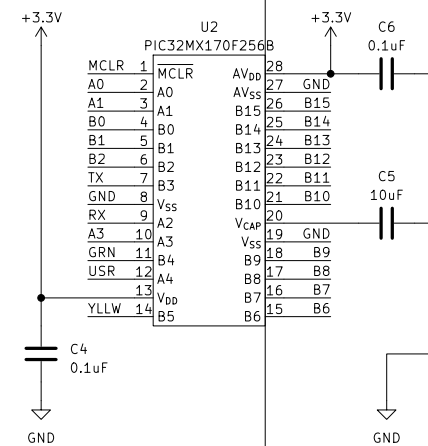 +3.3V
U2
PIC32MX170F256B
+3.3V
C6
0.1uF
MCLR 1 MCLR AVDD 28
A0 2 A0 AVSS 27 GND
A1 3 A1 B15 26 B15
B0 4 B0 B14 25 B14
B1 5 B1 B13 24 B13
B2 6 B2 B12 23 B12
TX 7 B3 B11 22 B11
GND 8 VSS B10 21 B10
RX 9 A2 VCAP 20
A3 10 A3 VSS 19 GND
GRN 11 B4 B9 18 B9
USR 12 A4 B8 17 B8
13 VDD B7 16 B7
YLLW 14 B5 B6 15 B6
C5
10uF
C4
0.1uF
GND
GND